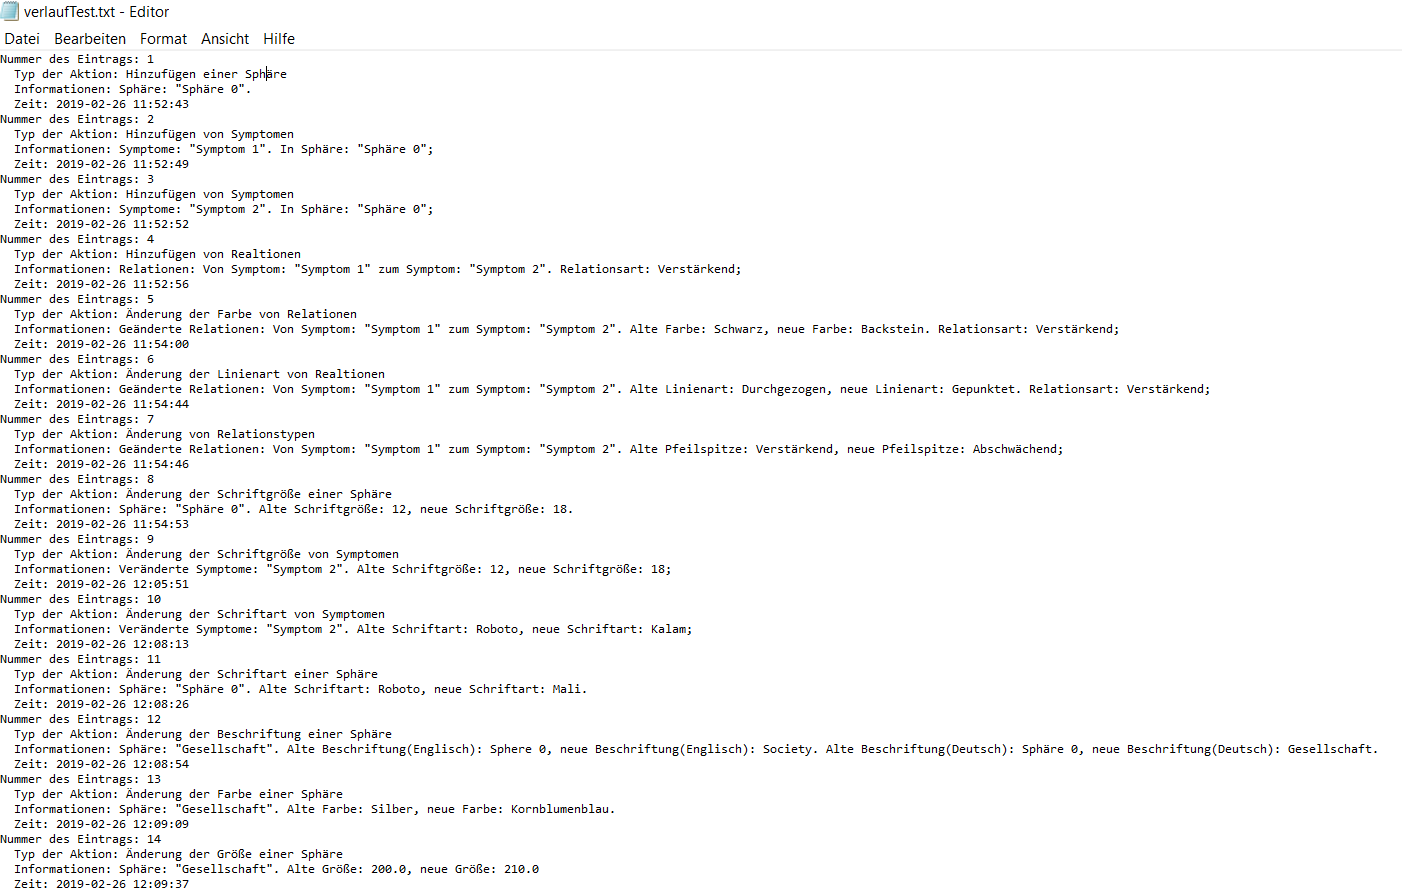 verlaufTest.txt - Editor
Datei Bearbeiten Format Ansicht Hilfe
Nummer des Eintrags: 1
Typ der Aktion: Hinzufügen einer Sphäre
Informationen: Sphäre: "Sphäre 0".
Zeit: 2019-02-26 11:52:43
Nummer des Eintrags: 2
Typ der Aktion: Hinzufügen von Symptomen
Informationen: Symptome: "Symptom 1". In Sphäre: "Sphäre 0";
Zeit: 2019-02-26 11:52:49
Nummer des Eintrags: 3
Typ der Aktion: Hinzufügen von Symptomen
Informationen: Symptome: "Symptom 2". In Sphäre: "Sphäre 0";
Zeit: 2019-02-26 11:52:52
Nummer des Eintrags: 4
Typ der Aktion: Hinzufügen von Realtionen
Informationen: Relationen: Von Symptom: "Symptom 1" zum Symptom: "Symptom 2". Relationsart: Verstärkend;
Zeit: 2019-02-26 11:52:56
Nummer des Eintrags: 5
Typ der Aktion: Änderung der Farbe von Relationen
Informationen: Geänderte Relationen: Von Symptom: "Symptom 1" zum Symptom: "Symptom 2". Alte Farbe: Schwarz, neue Farbe: Backstein. Relationsart: Verstärkend;
Zeit: 2019-02-26 11:54:00
Nummer des Eintrags: 6
Typ der Aktion: Änderung der Linienart von Realtionen
Informationen: Geänderte Relationen: Von Symptom: "Symptom 1" zum Symptom: "Symptom 2". Alte Linienart: Durchgezogen, neue Linienart: Gepunktet. Relationsart: Verstärkend;
Zeit: 2019-02-26 11:54:44
Nummer des Eintrags: 7
Typ der Aktion: Änderung von Relationstypen
Informationen: Geänderte Relationen: Von Symptom: "Symptom 1" zum Symptom: "Symptom 2". Alte Pfeilspitze: Verstärkend, neue Pfeilspitze: Abschwächend;
Zeit: 2019-02-26 11:54:46
Nummer des Eintrags: 8
Typ der Aktion: Änderung der Schriftgröße einer Sphäre
Informationen: Sphäre: "Sphäre 0". Alte Schriftgröße: 12, neue Schriftgröße: 18.
Zeit: 2019-02-26 11:54:53
Nummer des Eintrags: 9
Typ der Aktion: Änderung der Schriftgröße von Symptomen
Informationen: Veränderte Symptome: "Symptom 2". Alte Schriftgröße: 12, neue Schriftgröße: 18;
Zeit: 2019-02-26 12:05:51
Nummer des Eintrags: 10
Typ der Aktion: Änderung der Schriftart von Symptomen
Informationen: Veränderte Symptome: "Symptom 2". Alte Schriftart: Roboto, neue Schriftart: Kalam;
Zeit: 2019-02-26 12:08:13
Nummer des Eintrags: 11
Typ der Aktion: Änderung der Schriftart einer Sphäre
Informationen: Sphäre: "Sphäre 0". Alte Schriftart: Roboto, neue Schriftart: Mali.
Zeit: 2019-02-26 12:08:26
Nummer des Eintrags: 12
Typ der Aktion: Änderung der Beschriftung einer Sphäre
Informationen: Sphäre: "Gesellschaft". Alte Beschriftung(Englisch): Sphere 0, neue Beschriftung(Englisch): Society. Alte Beschriftung(Deutsch): Sphäre 0, neue Beschriftung(Deutsch): Gesellschaft.
Zeit: 2019-02-26 12:08:54
Nummer des Eintrags: 13
Typ der Aktion: Änderung der Farbe einer Sphäre
Informationen: Sphäre: "Gesellschaft". Alte Farbe: Silber, neue Farbe: Kornblumenblau.
Zeit: 2019-02-26 12:09:09
Nummer des Eintrags: 14
Typ der Aktion: Änderung der Größe einer Sphäre
Informationen: Sphäre: "Gesellschaft". Alte Größe: 200.0, neue Größe: 210.0
Zeit: 2019-02-26 12:09:37